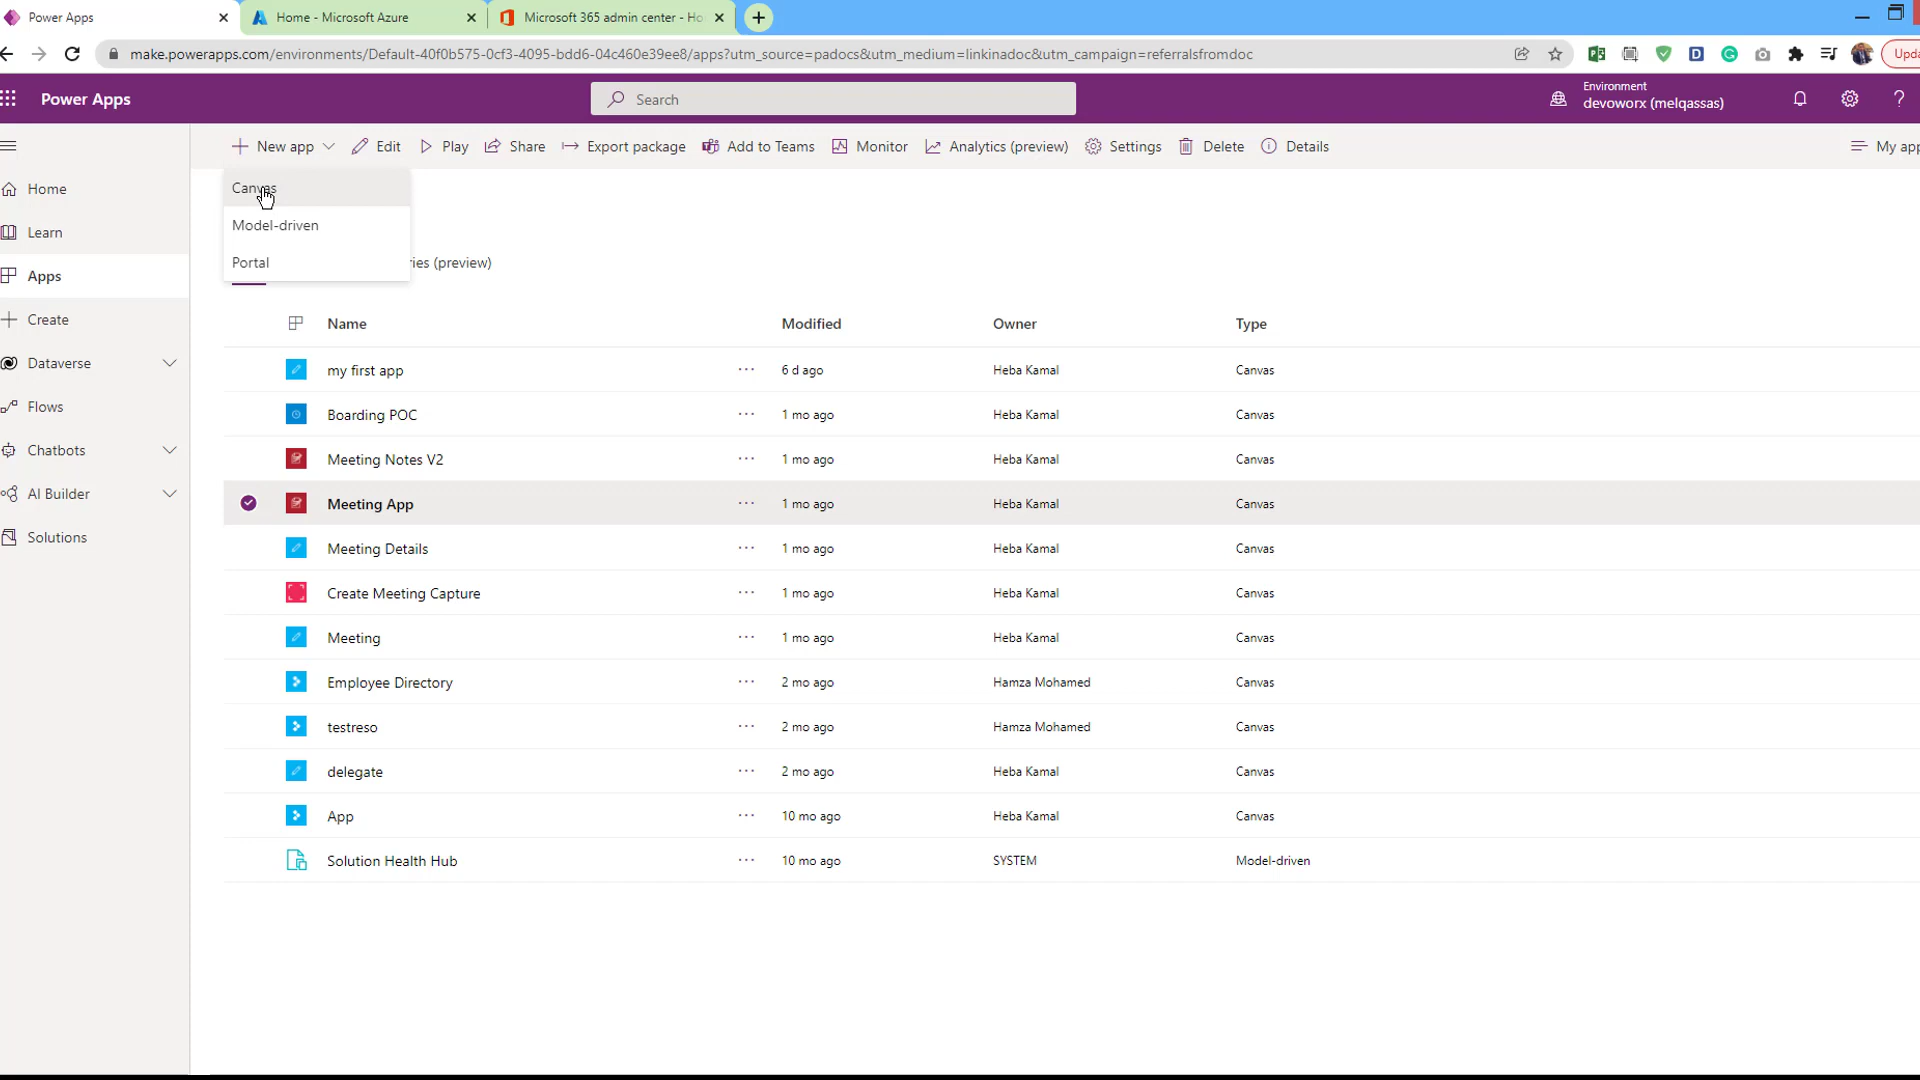 Power Apps
Home - Microsoft Azure
Microsoft 365 admin center - Ho
make.powerapps.com/environments/Default-40f0b575-0cf3-4095-bdd6-04c460e39ee8/apps?utm_source=padocs&utm_medium=linkinadoc&utm_campaign=referralsfromdoc
Upda
Power Apps
Search
Environment
devoworx (melqassas)
New app
Edit
Play
Share
Export package
Add to Teams
Monitor
Analytics (preview)
Settings
Delete
Details
My app
Canvas
Model-driven
Portal
ries (preview)
Home
Learn
Apps
Create
Dataverse
Flows
Chatbots
AI Builder
Solutions
Name Modified Owner Type
my first app ... 6 d ago Heba Kamal Canvas
Boarding POC ... 1 mo ago Heba Kamal Canvas
Meeting Notes V2 ... 1 mo ago Heba Kamal Canvas
Meeting App ... 1 mo ago Heba Kamal Canvas
Meeting Details ... 1 mo ago Heba Kamal Canvas
Create Meeting Capture ... 1 mo ago Heba Kamal Canvas
Meeting ... 1 mo ago Heba Kamal Canvas
Employee Directory ... 2 mo ago Hamza Mohamed Canvas
testreso ... 2 mo ago Hamza Mohamed Canvas
delegate ... 2 mo ago Heba Kamal Canvas
App ... 10 mo ago Heba Kamal Canvas
Solution Health Hub ... 10 mo ago SYSTEM Model-driven